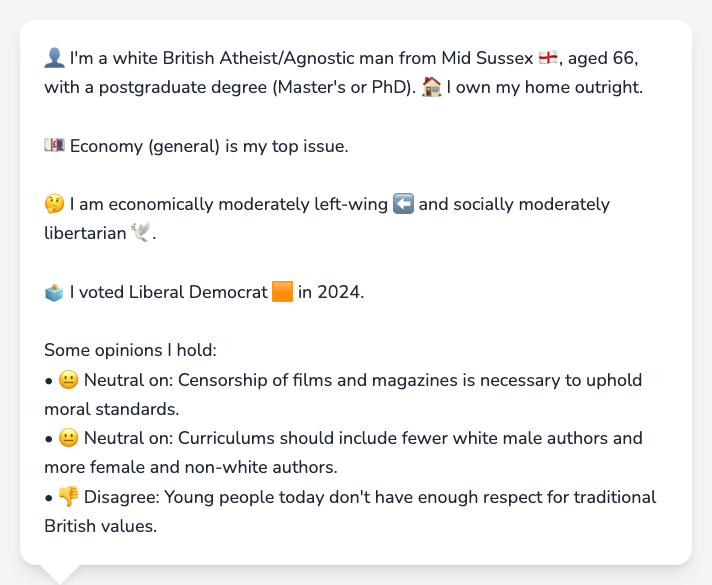 👤 I'm a white British Atheist/Agnostic man from Mid Sussex 🏴󠁧󠁢󠁥󠁮󠁧󠁿, aged 66,
with a postgraduate degree (Master's or PhD). 🏠 I own my home outright.
💷 Economy (general) is my top issue.
🤔 I am economically moderately left-wing ⬅️ and socially moderately
libertarian 🕊️.
🗳️ I voted Liberal Democrat 🟧 in 2024.
Some opinions I hold:
• 😐 Neutral on: Censorship of films and magazines is necessary to uphold
moral standards.
• 😐 Neutral on: Curriculums should include fewer white male authors and
more female and non-white authors.
• 👎 Disagree: Young people today don't have enough respect for traditional
British values.